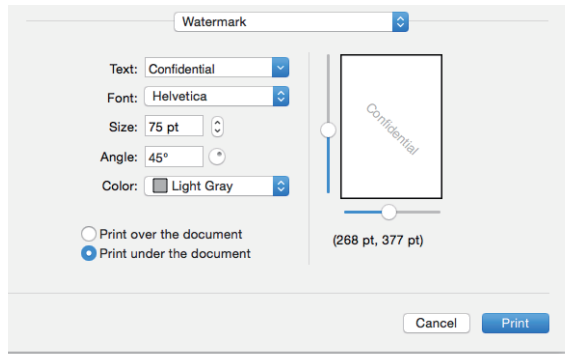 Watermark
Text: Confidential
Font: Helvetica
Size: 75 pt
Angle: 45°
Color: Light Gray
Print over the document
Print under the document
Confidential
(268 pt, 377 pt)
Cancel Print